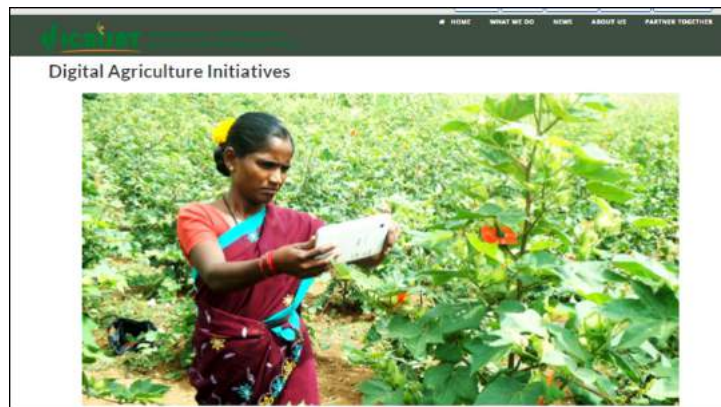 HOME WHAT WE DO NEWS ABOUT US PARTNER TOGETHER
ICRISAT
Digital Agriculture Initiatives